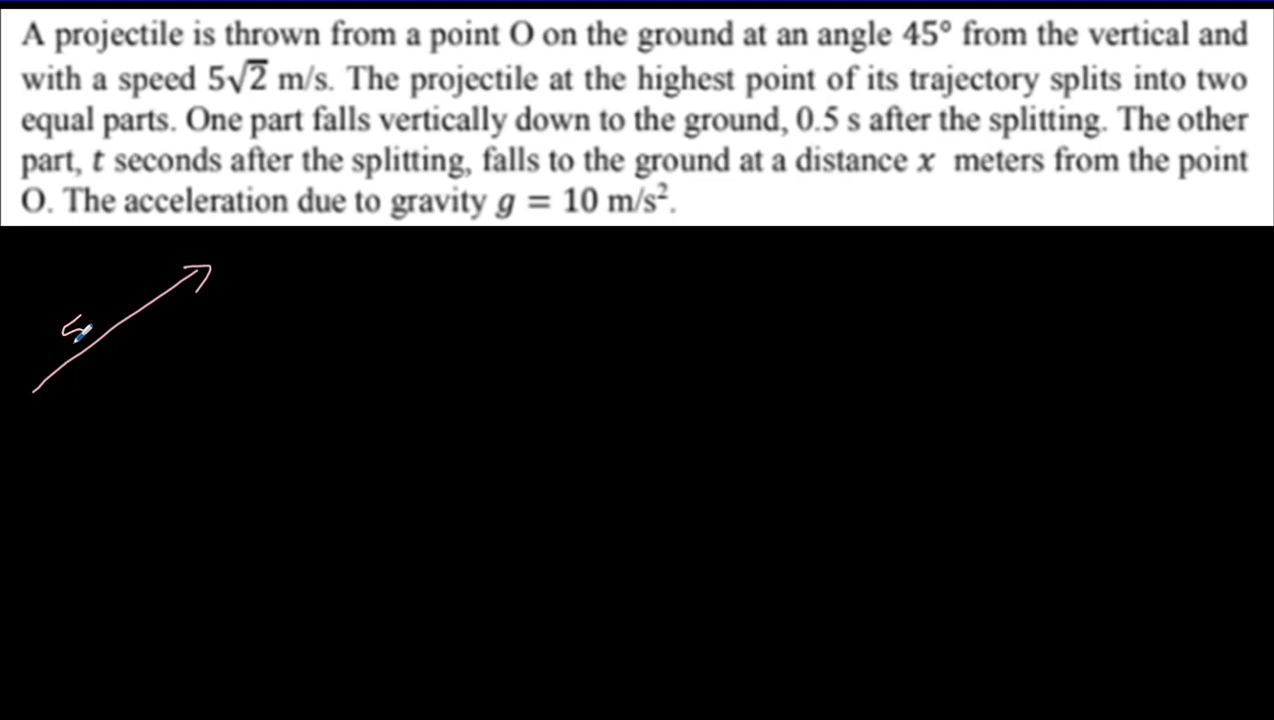 A projectile is thrown from a point O on the ground at an angle 45° from the vertical and
with a speed 5√2 m/s. The projectile at the highest point of its trajectory splits into two
equal parts. One part falls vertically down to the ground, 0.5 s after the splitting. The other
part, t seconds after the splitting, falls to the ground at a distance x meters from the point
O. The acceleration due to gravity g = 10 m/s².
5